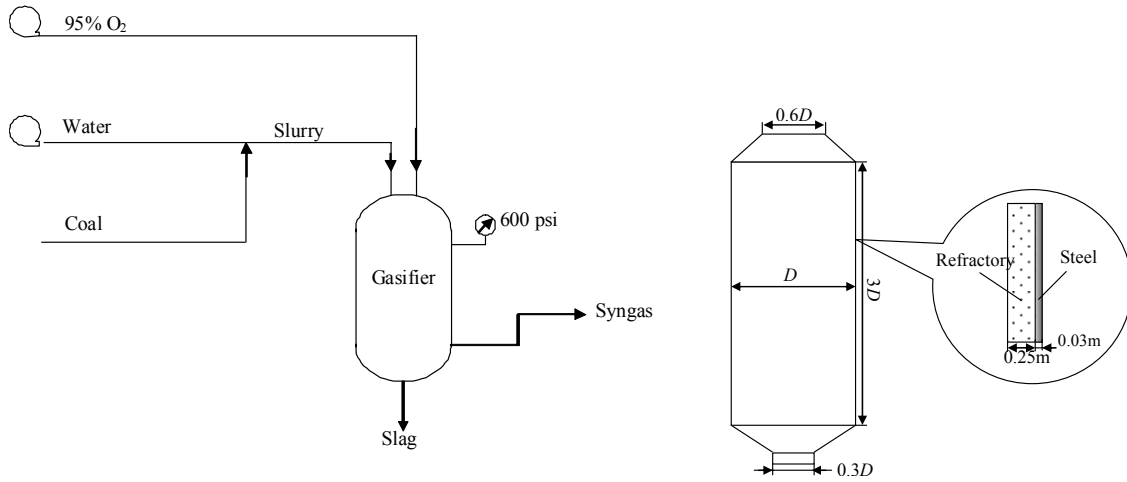 95% O₂
Water
Slurry
Coal
600 psi
Gasifier
Syngas
Slag
0.6D
D
3D
Refractory
Steel
0.25m
0.03m
0.3D